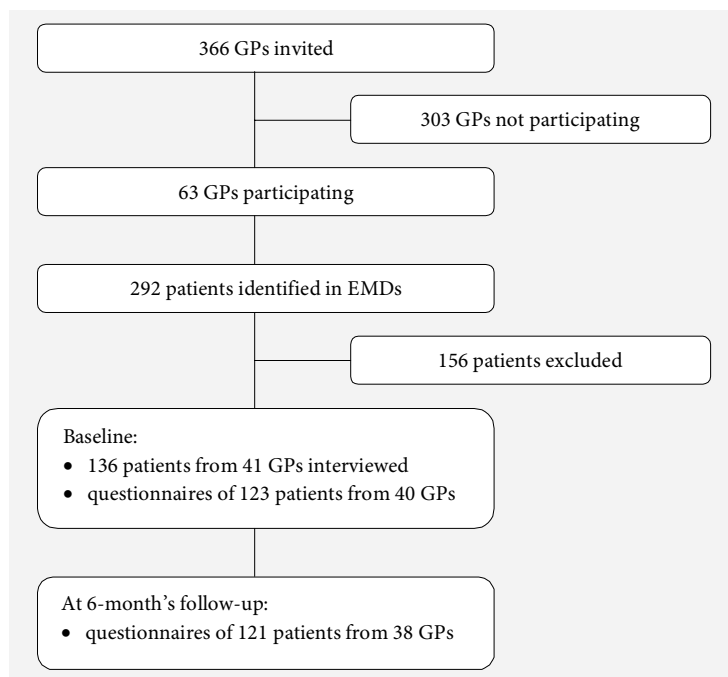 366 GPs invited
303 GPs not participating
63 GPs participating
292 patients identified in EMDs
156 patients excluded
Baseline:
• 136 patients from 41 GPs interviewed
• questionnaires of 123 patients from 40 GPs
At 6-month's follow-up:
• questionnaires of 121 patients from 38 GPs